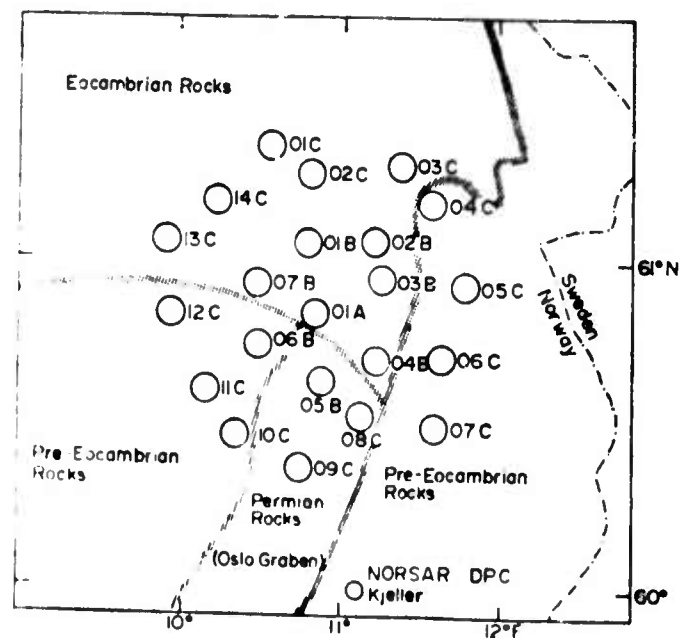 Eocambrian Rocks
01C
02C
03C
14C
04C
13C
01B
02B
61°N
07B
03B
05C
Sweden
Norway
12C
01A
06B
04B
06C
11C
05B
10C
08C
07C
Pre-Eocambrian
Rocks
09C
Pre-Eocambrian
Rocks
Permian
Rocks
(Oslo Graben)
NORSAR DPC
Kjeller
60°
10°
11°
12°E